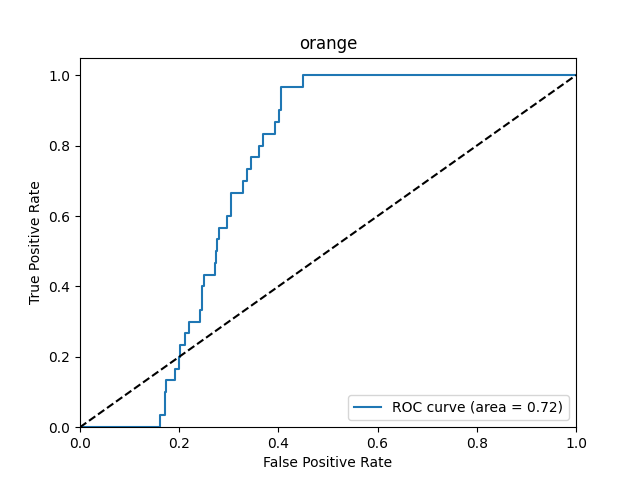 orange
True Positive Rate
1.0
0.8
0.6
0.4
0.2
0.0
ROC curve (area = 0.72)
0.0 0.2 0.4 0.6 0.8 1.0
False Positive Rate